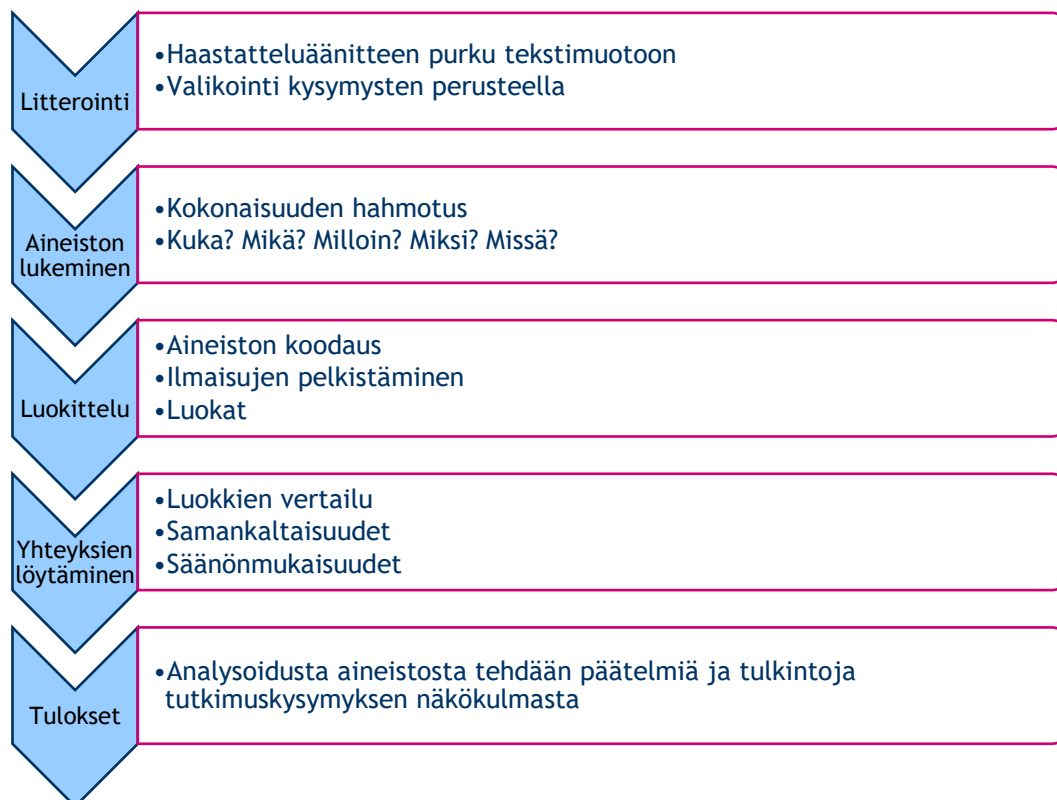 Litterointi
•Haastatteluäänitteen purku tekstimuotoon
•Valikointi kysymysten perusteella
Aineiston
lukeminen
•Kokonaisuuden hahmotus
•Kuka? Mikä? Milloin? Miksi? Missä?
Luokittelu
•Aineiston koodaus
•Ilmaisujen pelkistäminen
•Luokat
Yhteyksien
löytäminen
•Luokkien vertailu
•Samankaltaisuudet
•Säänönmukaisuudet
Tulokset
•Analysoidusta aineistosta tehdään päätelmiä ja tulkintoja
tutkimuskysymyksen näkökulmasta